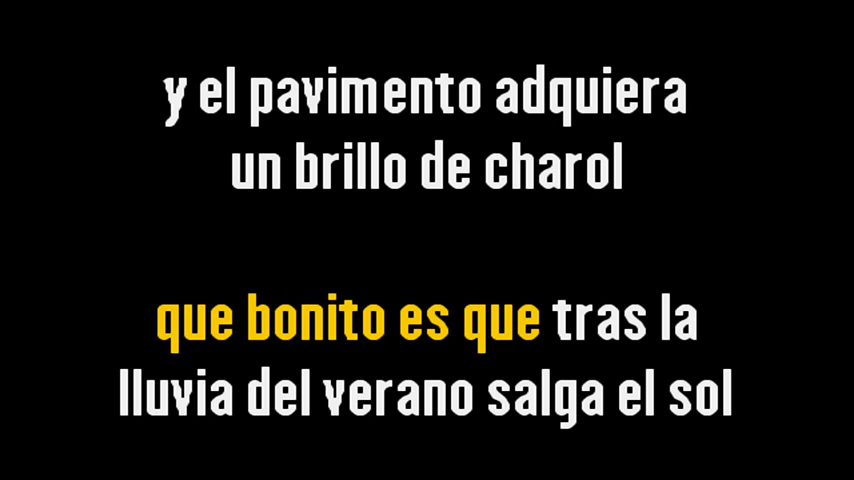 y el pavimento adquiera
un brillo de charol
que bonito es que tras la
lluvia del verano salga el sol